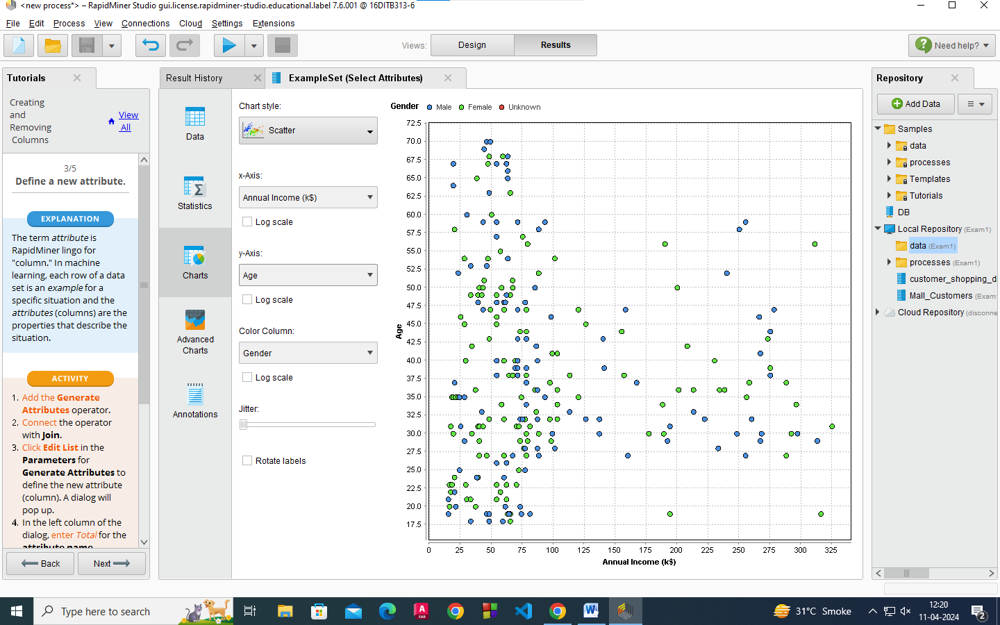 <new process*> – RapidMiner Studio gui.license.rapidminer-studio.educational.label 7.6.001 @ 16DITB313-6
File Edit Process View Connections Cloud Settings Extensions
Views: Design Results
Need help?
Tutorials
Creating
and
Removing
Columns
View
All
3/5
Define a new attribute.
EXPLANATION
The term attribute is
RapidMiner lingo for
"column." In machine
learning, each row of a data
set is an example for a
specific situation and the
attributes (columns) are the
properties that describe the
situation.
ACTIVITY
1. Add the Generate
Attributes operator.
2. Connect the operator
with Join.
3. Click Edit List in the
Parameters for
Generate Attributes to
define the new attribute
(column). A dialog will
pop up.
4. In the left column of the
dialog, enter Total for the
attribute name
Back
Next
Result History
ExampleSet (Select Attributes)
Data
Statistics
Charts
Advanced
Charts
Annotations
Chart style:
Scatter
x-Axis:
Annual Income (k$)
Log scale
y-Axis:
Age
Log scale
Color Column:
Gender
Log scale
Jitter:
Rotate labels
Gender Male Female Unknown
72.5
70.0
67.5
65.0
62.5
60.0
57.5
55.0
52.5
50.0
47.5
45.0
42.5
40.0
37.5
35.0
32.5
30.0
27.5
25.0
22.5
20.0
17.5
Age
0 25 50 75 100 125 150 175 200 225 250 275 300 325
Annual Income (k$)
Repository
Add Data
Samples
data
processes
Templates
Tutorials
DB
Local Repository (Exam1)
data (Exam1)
processes (Exam1)
customer_shopping_d
Mall_Customers (Exam
Cloud Repository (disconne
Type here to search
A
CAD
W
31°C Smoke
12:20
11-04-2024
2